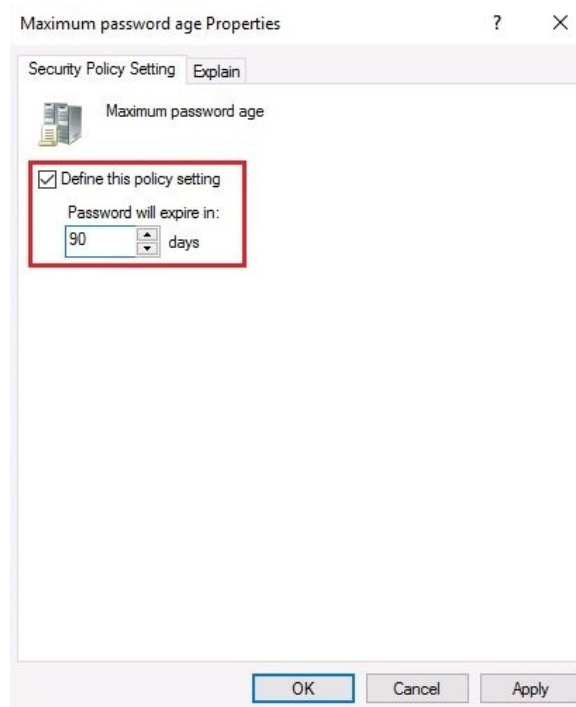 Maximum password age Properties ? ×
Security Policy Setting Explain
Maximum password age
Define this policy setting
Password will expire in:
90 days
OK Cancel Apply